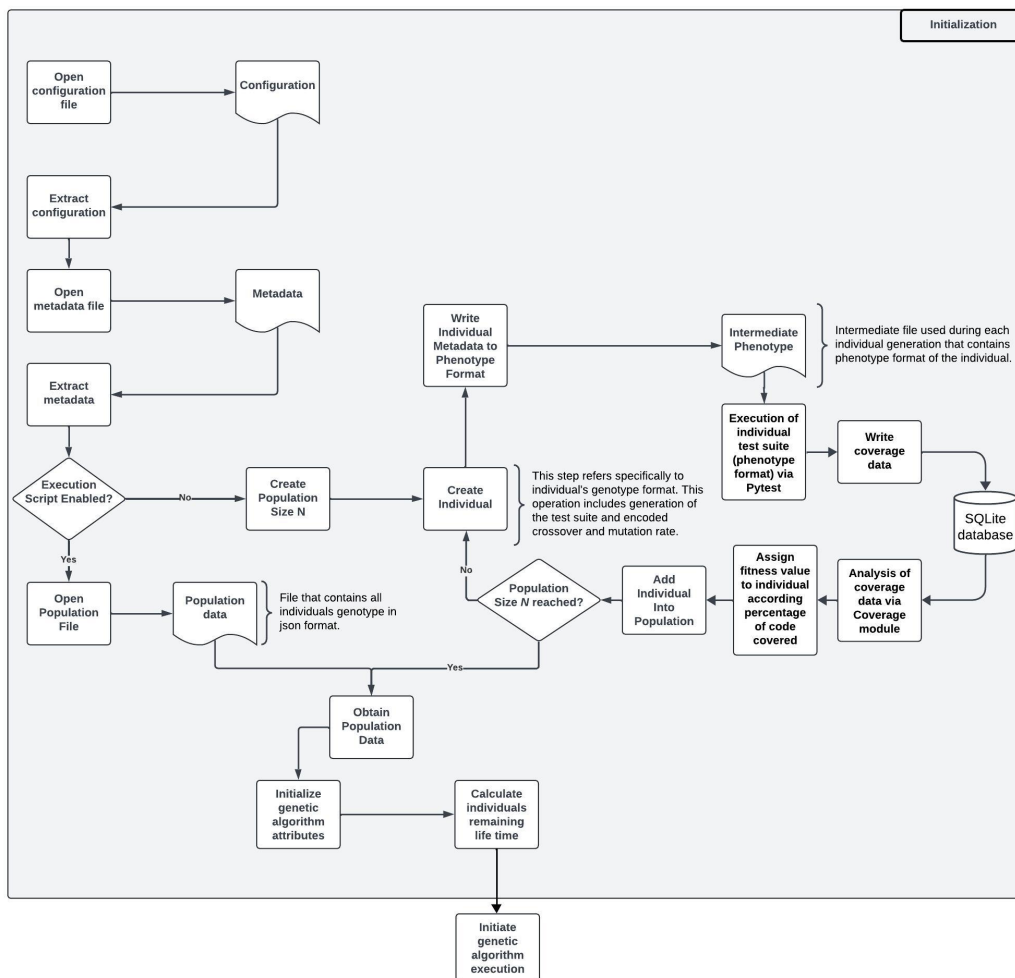 Initialization
Open
configuration
file
Configuration
Extract
configuration
Open
metadata file
Metadata
Extract
metadata
Write
Individual
Metadata to
Phenotype
Format
Intermediate
Phenotype
Intermediate file used during each
individual generation that contains
phenotype format of the individual.
Execution of
individual
test suite
(phenotype
format) via
Pytest
Write
coverage
data
Execution
Script Enabled?
No
Create
Population
Size N
Create
Individual
This step refers specifically to
individual's genotype format. This
operation includes generation of
the test suite and encoded
crossover and mutation rate.
SQLite
database
Yes
Open
Population
File
Population
data
File that contains all
individuals genotype in
json format.
No
Population
Size N reached?
Add
Individual
Into
Population
Assign
fitness value
to individual
according
percentage
of code
covered
Analysis of
coverage
data via
Coverage
module
Yes
Obtain
Population
Data
Initialize
genetic
algorithm
attributes
Calculate
individuals
remaining
life time
Initiate
genetic
algorithm
execution